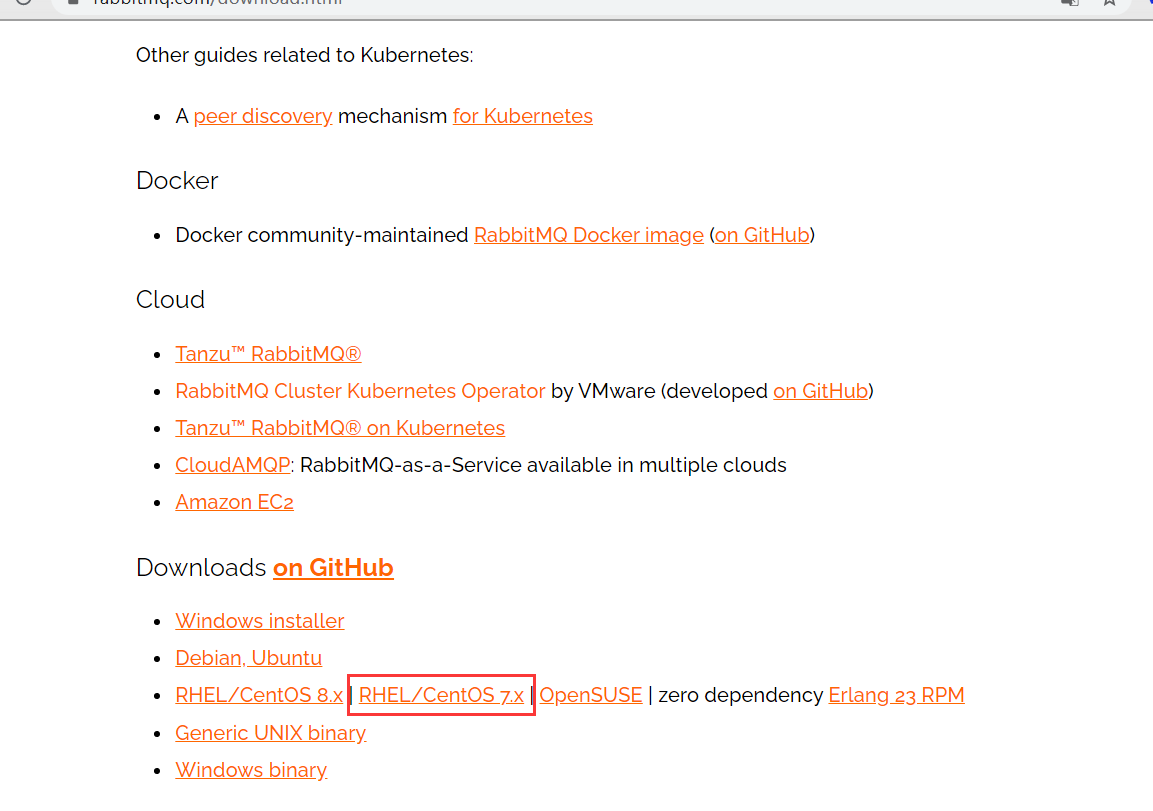 rabbitmq.com/download.html
Other guides related to Kubernetes:
A peer discovery mechanism for Kubernetes
Docker
Docker community-maintained RabbitMQ Docker image (on GitHub)
Cloud
Tanzu™ RabbitMQ®
RabbitMQ Cluster Kubernetes Operator by VMware (developed on GitHub)
Tanzu™ RabbitMQ® on Kubernetes
CloudAMQP: RabbitMQ-as-a-Service available in multiple clouds
Amazon EC2
Downloads on GitHub
Windows installer
Debian, Ubuntu
RHEL/CentOS 8.x | RHEL/CentOS 7.x | OpenSUSE | zero dependency Erlang 23 RPM
Generic UNIX binary
Windows binary